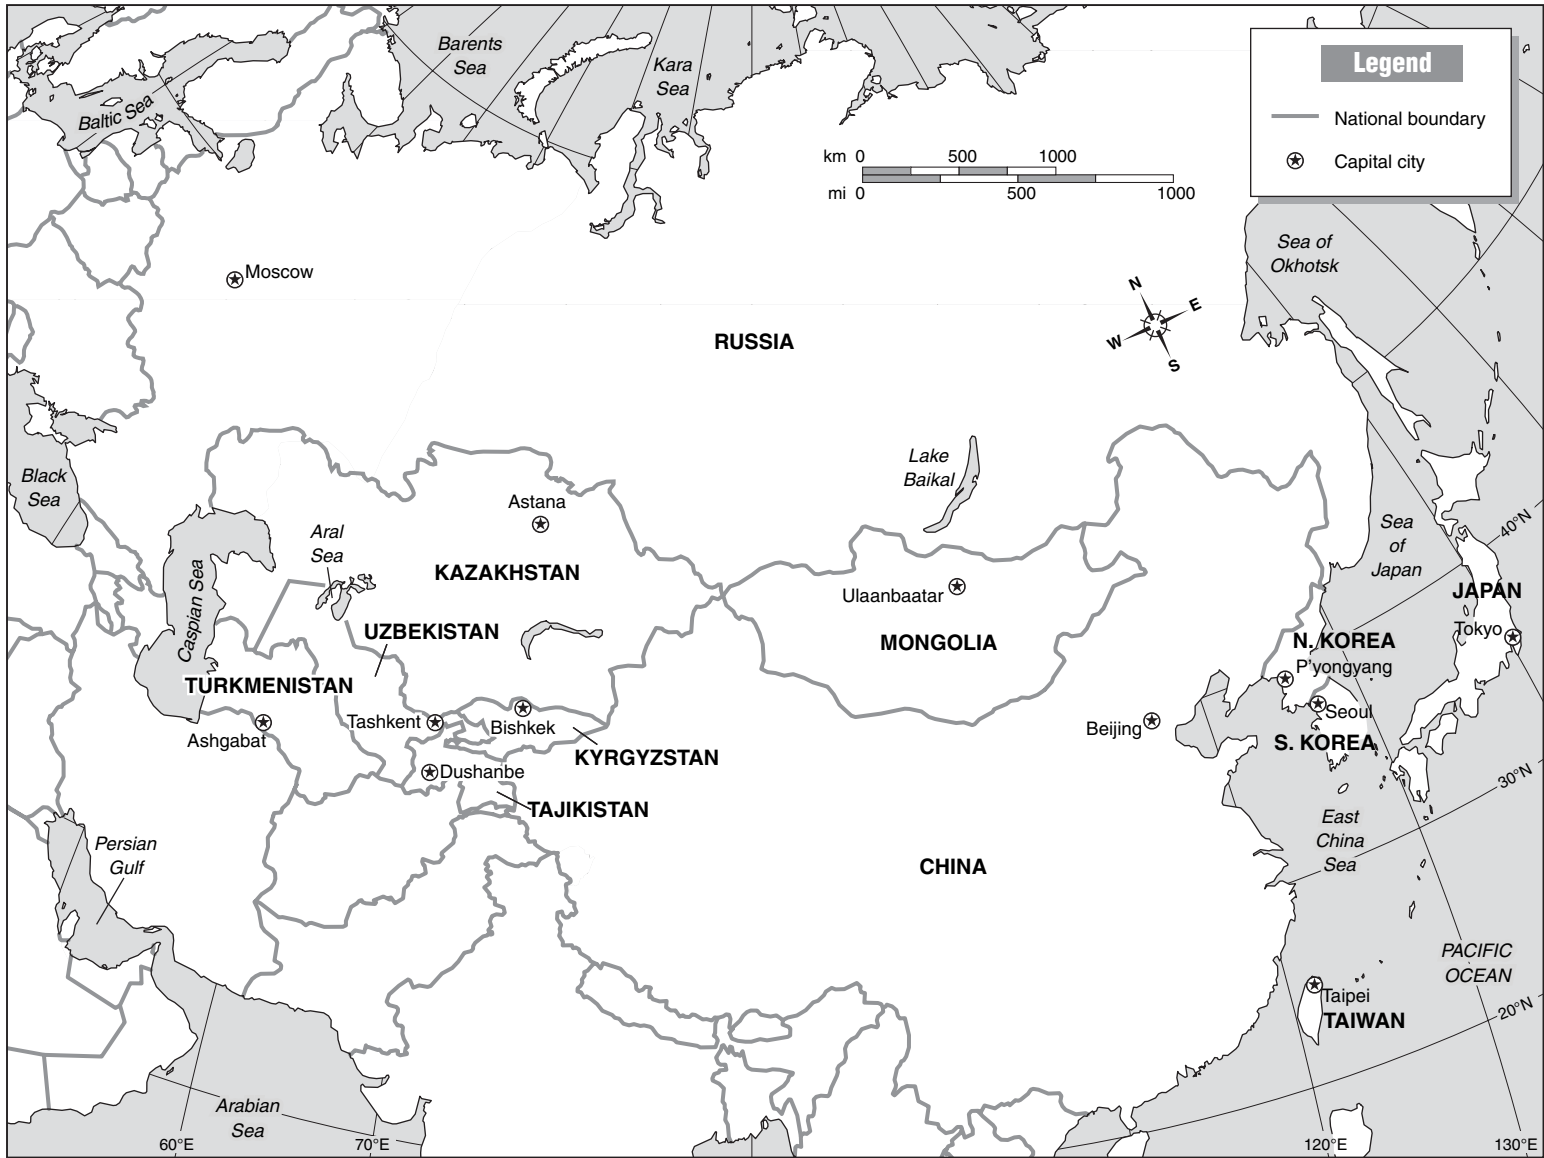 Barents
Sea
Kara
Sea
Baltic Sea
Legend
National boundary
Capital city
km 0 500 1000
mi 0 500 1000
Sea of
Okhotsk
Moscow
N
E
W
S
RUSSIA
Black
Sea
Lake
Baikal
Astana
Aral
Sea
KAZAKHSTAN
Caspian Sea
UZBEKISTAN
Ulaanbaatar
MONGOLIA
Sea
of
Japan
40°N
JAPAN
Tokyo
N. KOREA
P'yongyang
TURKMENISTAN
Ashgabat
Tashkent
Bishkek
KYRGYZSTAN
Dushanbe
TAJIKISTAN
Beijing
Seoul
S. KOREA
30°N
East
China
Sea
Persian
Gulf
CHINA
PACIFIC
OCEAN
Taipei
TAIWAN
20°N
Arabian
Sea
60°E
70°E
120°E
130°E